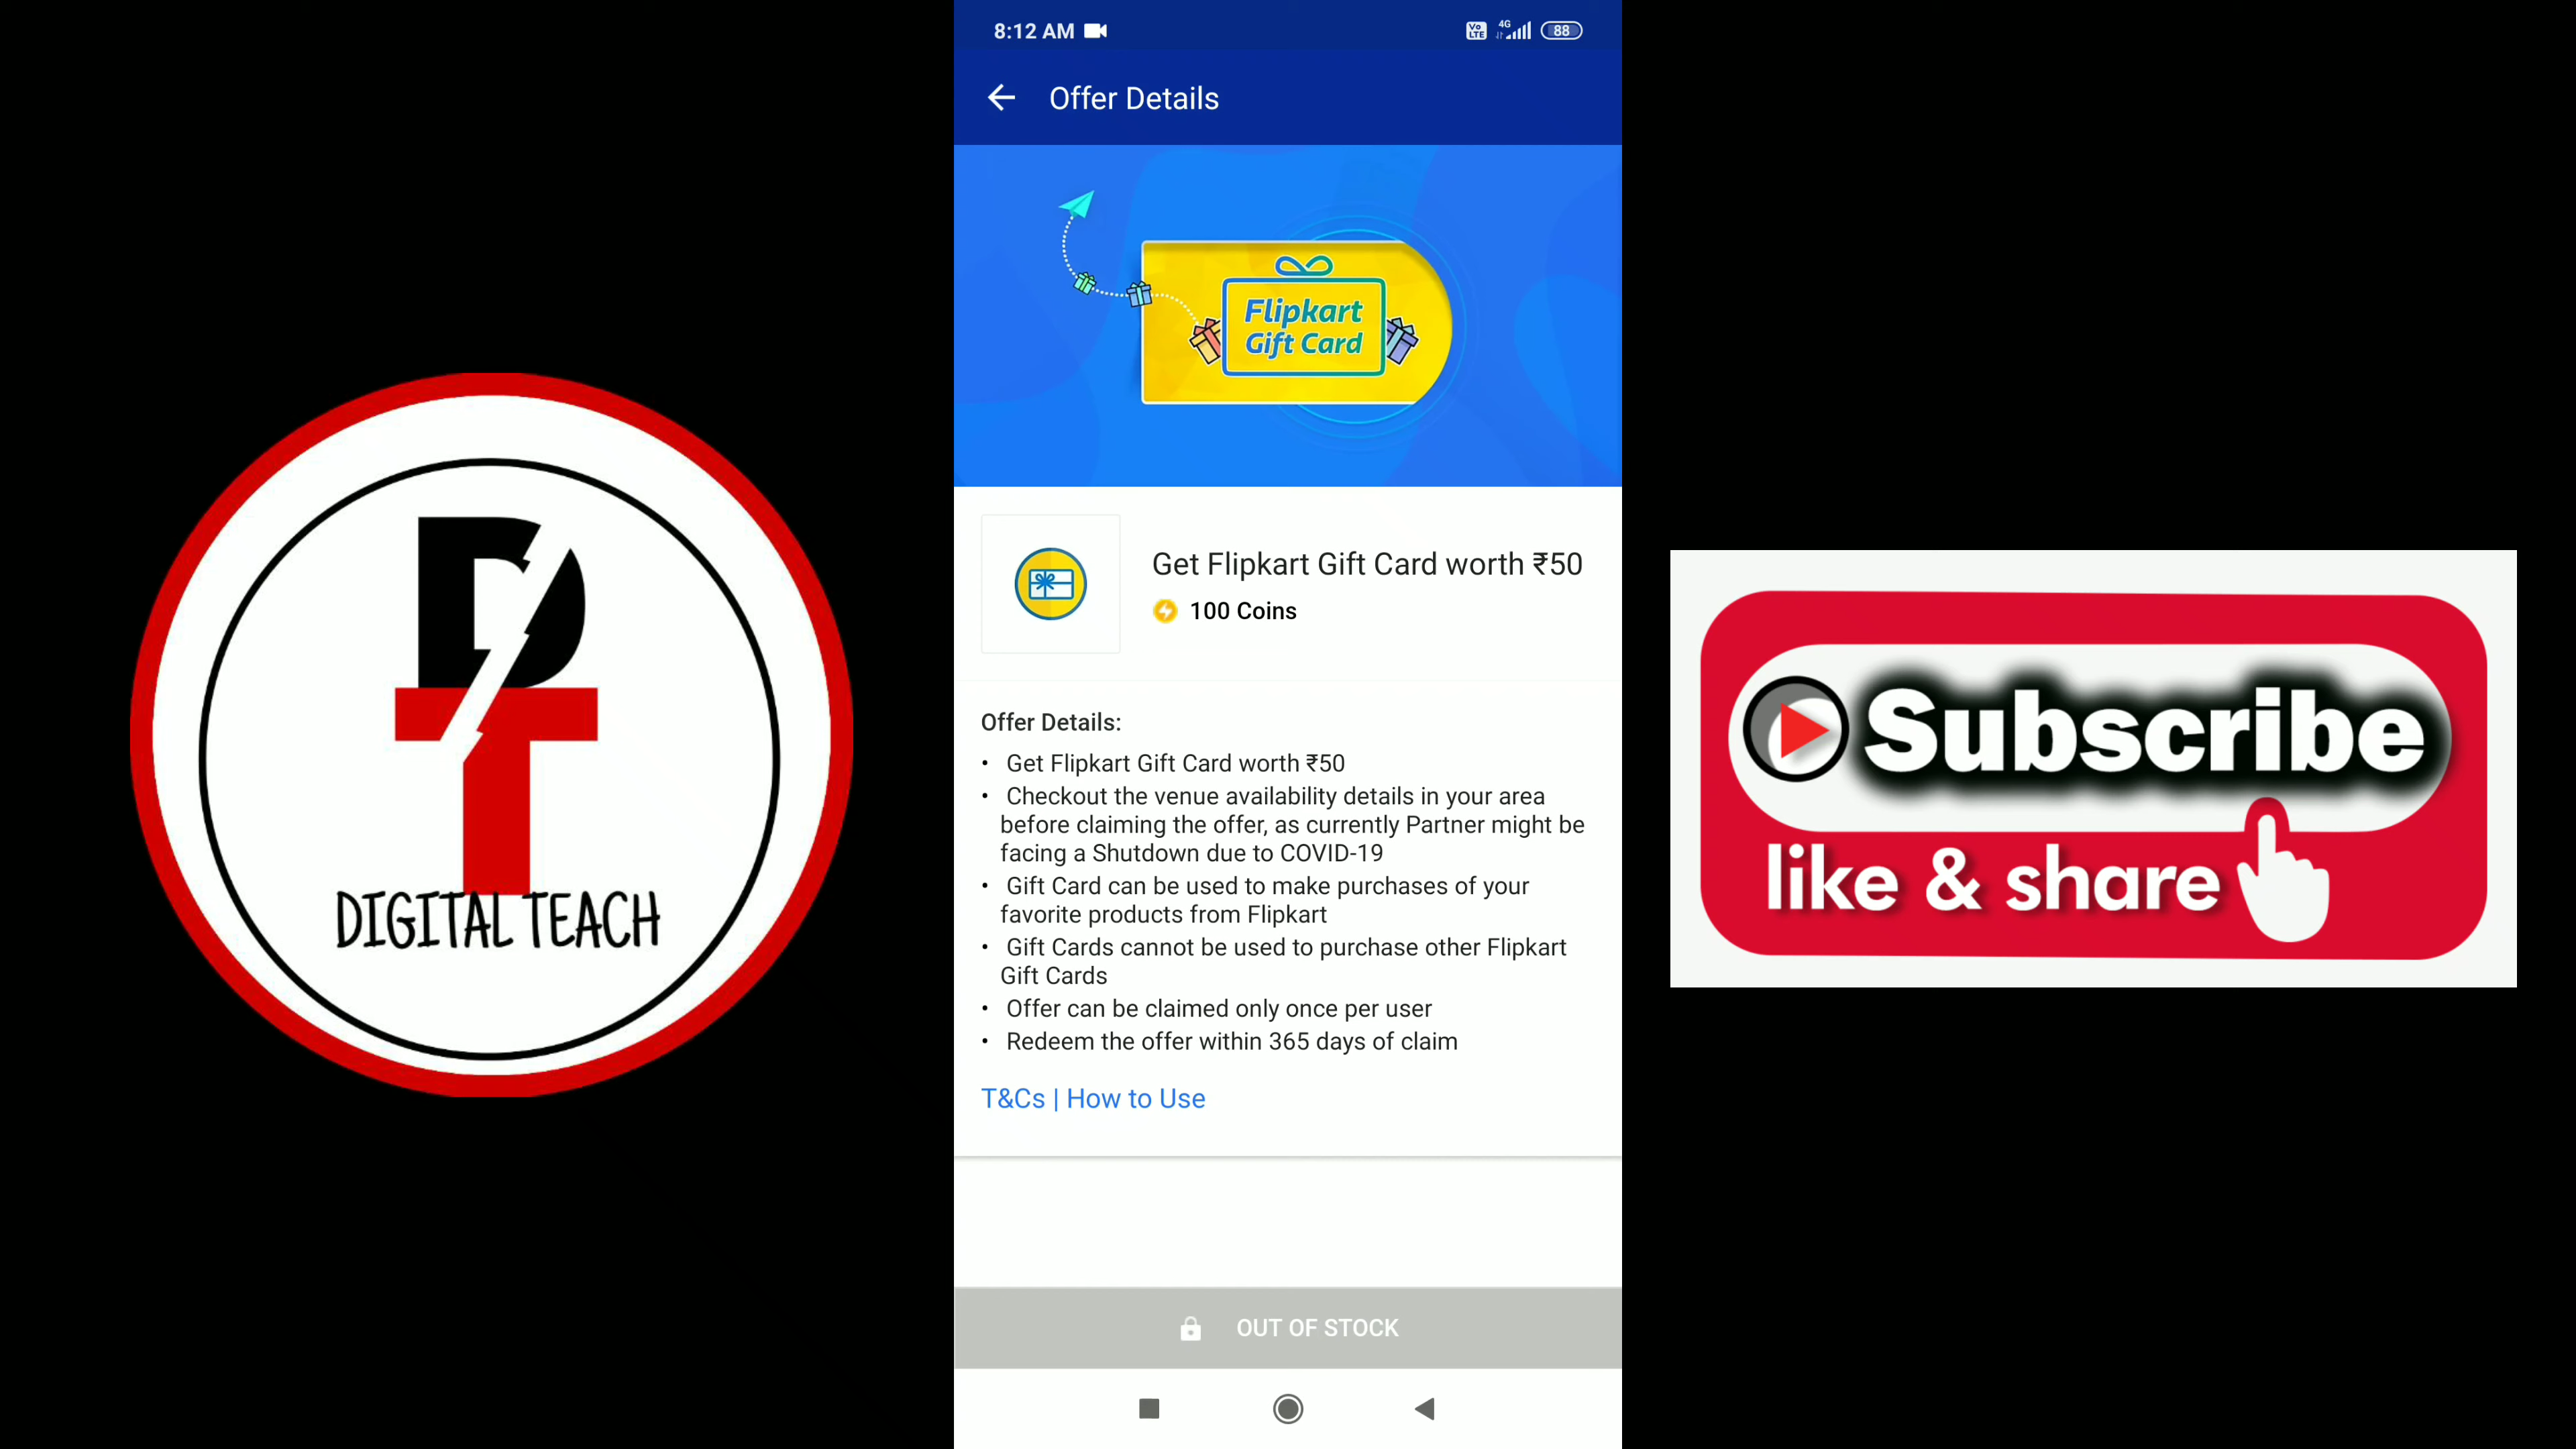 8:12 AM
Vo LTE 4G 88
Offer Details
Flipkart
Gift Card
Get Flipkart Gift Card worth ₹50
100 Coins
Offer Details:
• Get Flipkart Gift Card worth ₹50
• Checkout the venue availability details in your area
before claiming the offer, as currently Partner might be
facing a Shutdown due to COVID-19
• Gift Card can be used to make purchases of your
favorite products from Flipkart
• Gift Cards cannot be used to purchase other Flipkart
Gift Cards
• Offer can be claimed only once per user
• Redeem the offer within 365 days of claim
T&Cs | How to Use
OUT OF STOCK
DT
DIGITAL TEACH
Subscribe
like & share